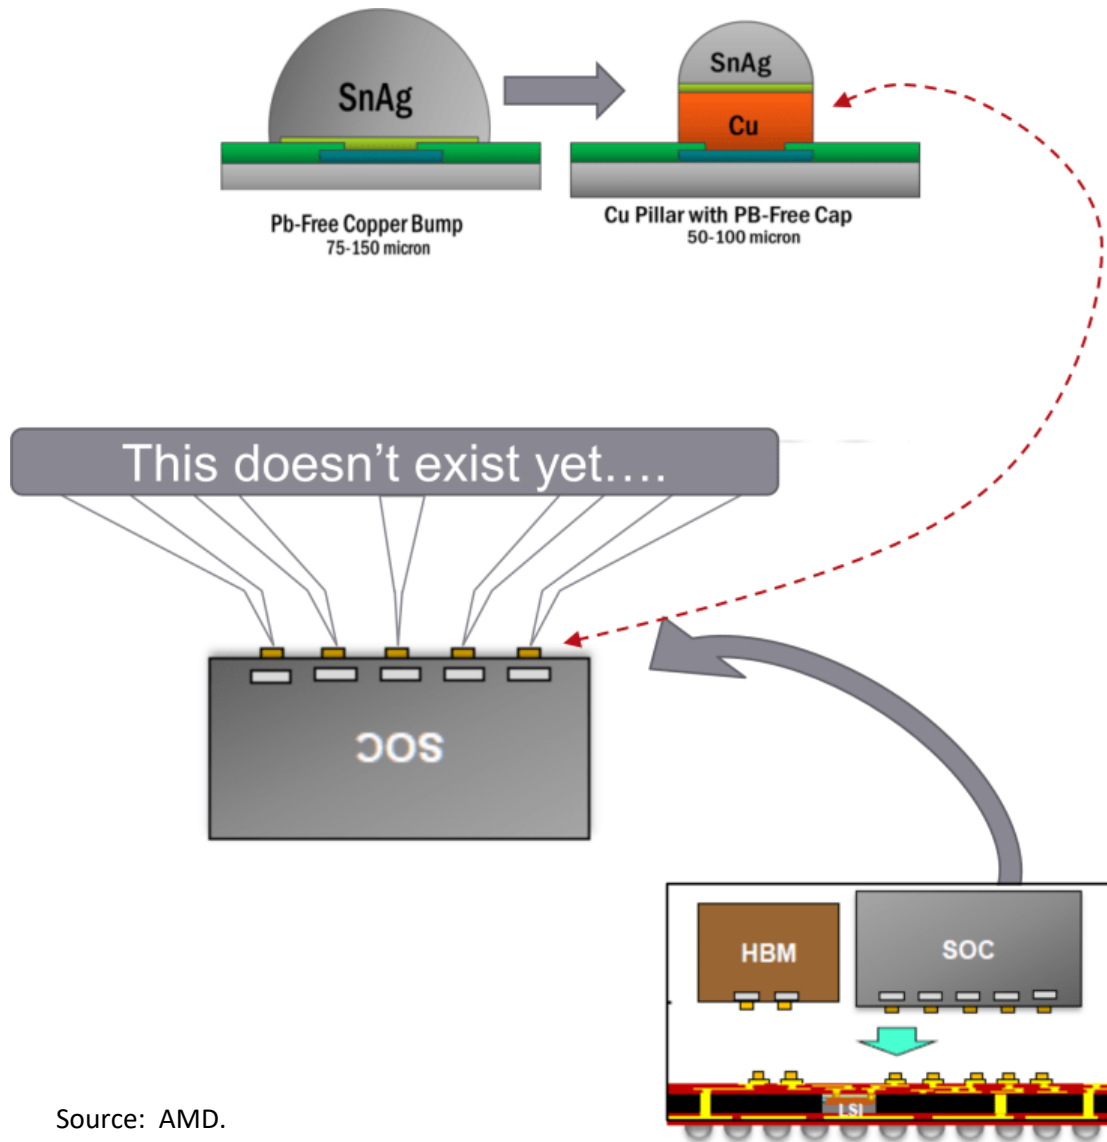 SnAg
SnAg
Cu
Pb-Free Copper Bump
75-150 micron
Cu Pillar with PB-Free Cap
50-100 micron
This doesn't exist yet....
SOC
HBM
SOC
LSI
Source: AMD.